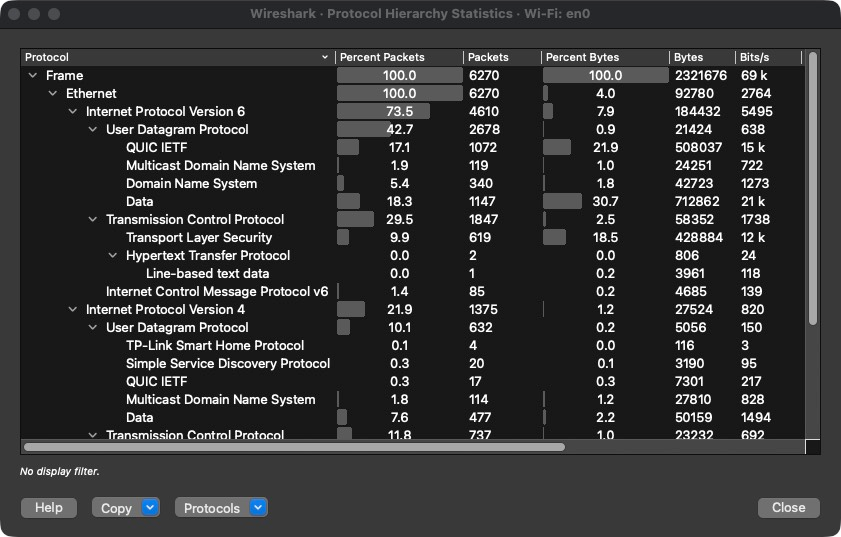 Wireshark · Protocol Hierarchy Statistics · Wi-Fi: en0
Protocol Percent Packets Packets Percent Bytes Bytes Bits/s
Frame 100.0 6270 100.0 2321676 69 k
Ethernet 100.0 6270 4.0 92780 2764
Internet Protocol Version 6 73.5 4610 7.9 184432 5495
User Datagram Protocol 42.7 2678 0.9 21424 638
QUIC IETF 17.1 1072 21.9 508037 15 k
Multicast Domain Name System 1.9 119 1.0 24251 722
Domain Name System 5.4 340 1.8 42723 1273
Data 18.3 1147 30.7 712862 21 k
Transmission Control Protocol 29.5 1847 2.5 58352 1738
Transport Layer Security 9.9 619 18.5 428884 12 k
Hypertext Transfer Protocol 0.0 2 0.0 806 24
Line-based text data 0.0 1 0.2 3961 118
Internet Control Message Protocol v6 1.4 85 0.2 4685 139
Internet Protocol Version 4 21.9 1375 1.2 27524 820
User Datagram Protocol 10.1 632 0.2 5056 150
TP-Link Smart Home Protocol 0.1 4 0.0 116 3
Simple Service Discovery Protocol 0.3 20 0.1 3190 95
QUIC IETF 0.3 17 0.3 7301 217
Multicast Domain Name System 1.8 114 1.2 27810 828
Data 7.6 477 2.2 50159 1494
Transmission Control Protocol 11.8 737 1.0 23232 692
No display filter.
Help Copy Protocols Close